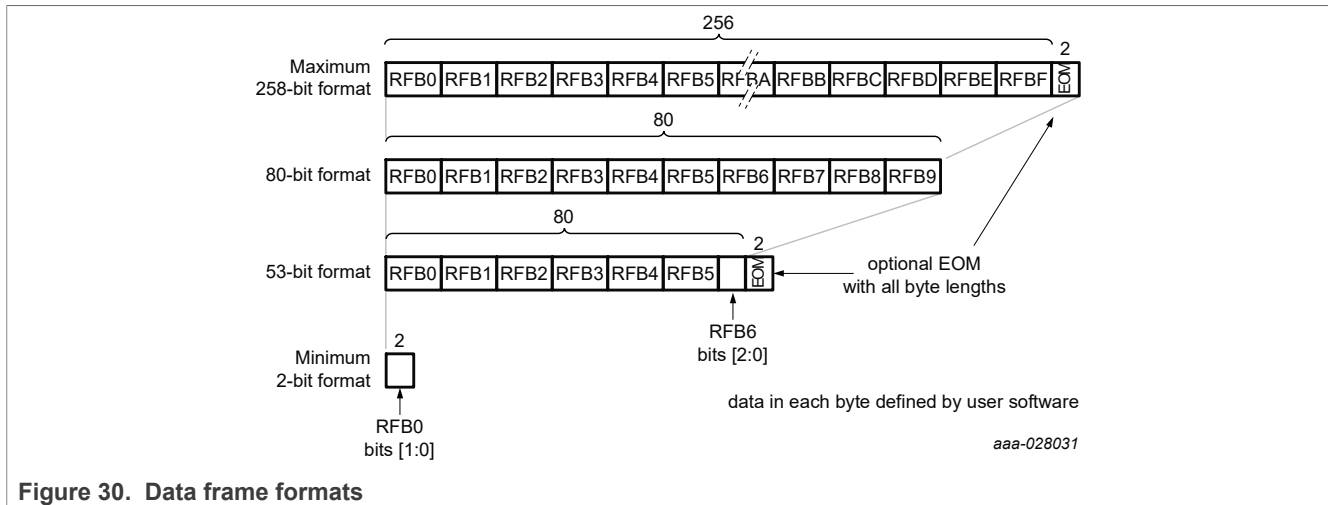 256
Maximum
258-bit format
RFB0 RFB1 RFB2 RFB3 RFB4 RFB5 RFBA RFBB RFBC RFBD RFBE RFBF EOM
2
80
80-bit format
RFB0 RFB1 RFB2 RFB3 RFB4 RFB5 RFB6 RFB7 RFB8 RFB9
80
2
53-bit format
RFB0 RFB1 RFB2 RFB3 RFB4 RFB5 EOM
optional EOM
with all byte lengths
RFB6
bits [2:0]
2
Minimum
2-bit format
RFB0
bits [1:0]
data in each byte defined by user software
aaa-028031
Figure 30. Data frame formats